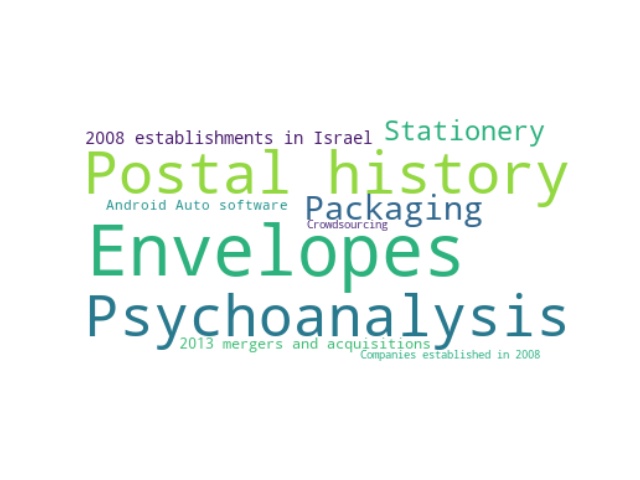 2008 establishments in Israel
Stationery
Postal history
Android Auto software
Packaging
Crowdsourcing
Envelopes
Psychoanalysis
2013 mergers and acquisitions
Companies established in 2008